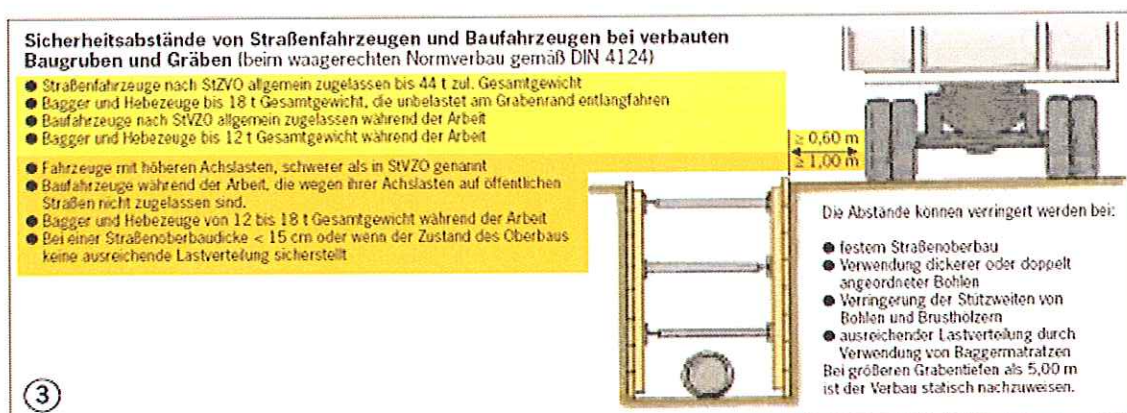 Sicherheitsabstände von Straßenfahrzeugen und Baufahrzeugen bei verbauten
Baugruben und Gräben (beim waagerechten Normverbau gemäß DIN 4124)
● Straßenfahrzeuge nach StZVO allgemein zugelassen bis 44 t zul. Gesamtgewicht
● Bagger und Hebezeuge bis 18 t Gesamtgewicht, die unbelastet am Grabenrand entlangfahren
● Baufahrzeuge nach StVZO allgemein zugelassen während der Arbeit
● Bagger und Hebezeuge bis 12 t Gesamtgewicht während der Arbeit
● Fahrzeuge mit höheren Achslasten, schwerer als in StVZO genannt
● Baufahrzeuge während der Arbeit, die wegen ihrer Achslasten auf öffentlichen
Straßen nicht zugelassen sind.
● Bagger und Hebezeuge von 12 bis 18 t Gesamtgewicht während der Arbeit
● Bei einer Straßenoberbaudicke < 15 cm oder wenn der Zustand des Oberbaus
keine ausreichende Lastverteilung sicherstellt
≥ 0,60 m
≥ 1,00 m
Die Abstände können verringert werden bei:
● festem Straßenoberbau
● Verwendung dickerer oder doppelt
angeordneter Bohlen
● Verringerung der Stützweiten von
Bohlen und Brusthölzern
● ausreichender Lastverteilung durch
Verwendung von Baggermatratzen
Bei größeren Grabentiefen als 5,00 m
ist der Verbau statisch nachzuweisen.
3